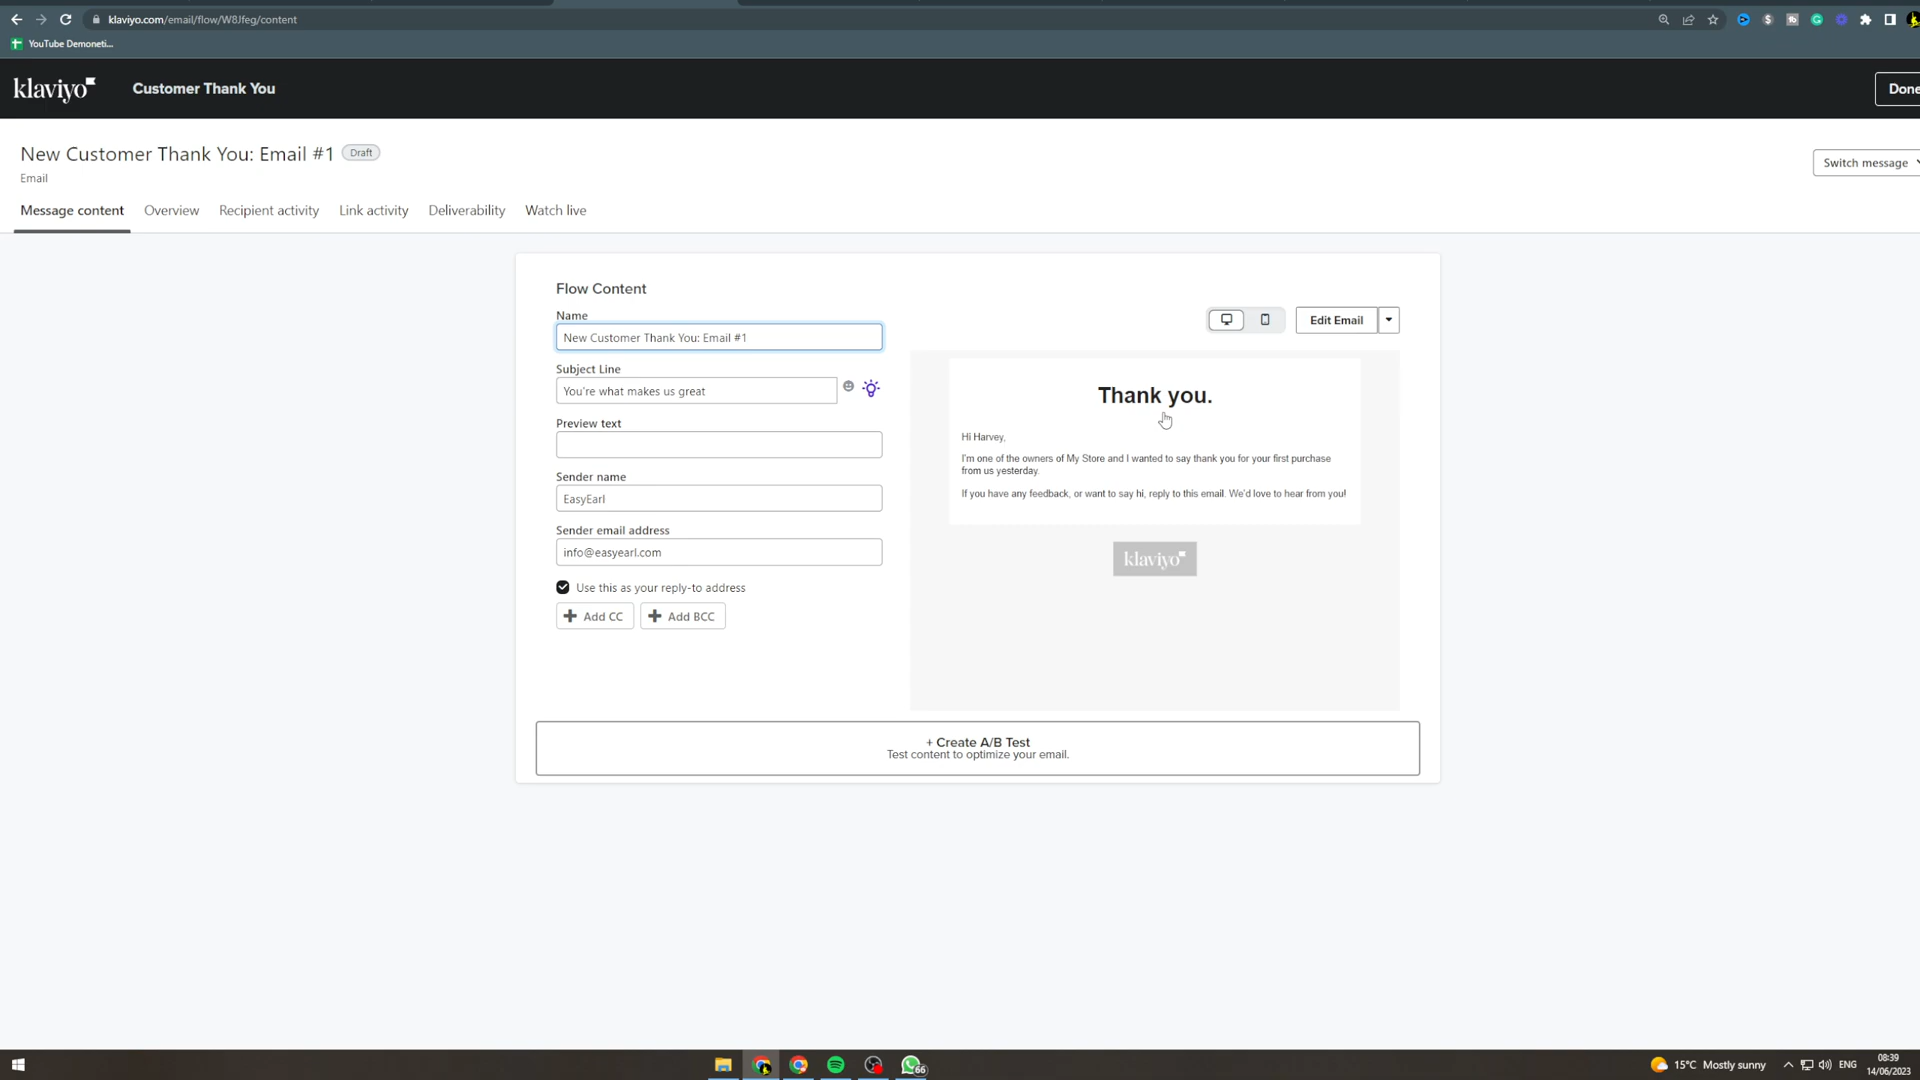 klaviyo.com/email/flow/W8Jfeg/content
YouTube Demoneti...
klaviyo
Customer Thank You
Done
New Customer Thank You: Email #1
Draft
Switch message
Email
Message content
Overview
Recipient activity
Link activity
Deliverability
Watch live
Flow Content
Name
New Customer Thank You: Email #1
Edit Email
Subject Line
You're what makes us great
Preview text
Sender name
EasyEarl
Sender email address
info@easyearl.com
Use this as your reply-to address
Add CC
Add BCC
Thank you.
Hi Harvey,
I'm one of the owners of My Store and I wanted to say thank you for your first purchase
from us yesterday.
If you have any feedback, or want to say hi, reply to this email. We'd love to hear from you!
klaviyo
+ Create A/B Test
Test content to optimize your email.
66
15°C Mostly sunny
ENG
08:39
14/06/2023